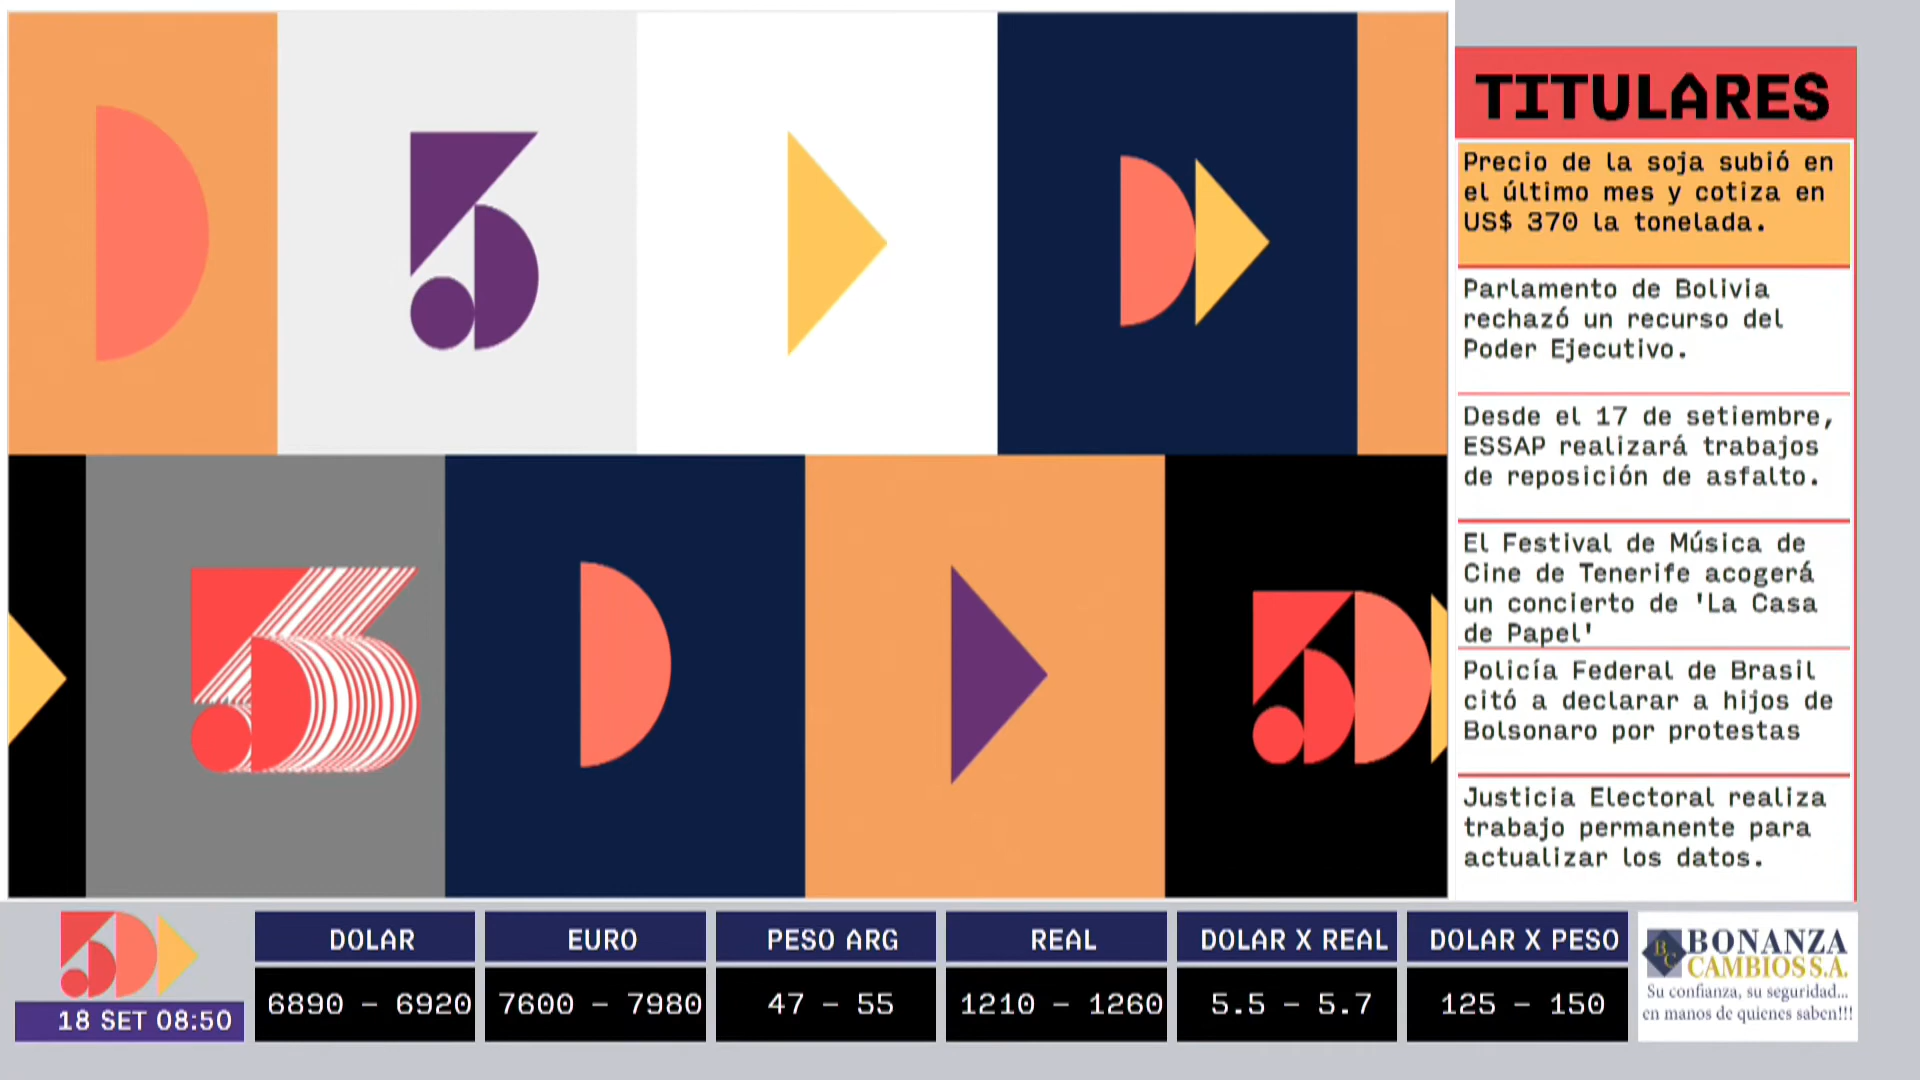 TITULARES
Precio de la soja subió en
el último mes y cotiza en
US$ 370 la tonelada.
Parlamento de Bolivia
rechazó un recurso del
Poder Ejecutivo.
Desde el 17 de setiembre,
ESSAP realizará trabajos
de reposición de asfalto.
El Festival de Música de
Cine de Tenerife acogerá
un concierto de 'La Casa
de Papel'
Policía Federal de Brasil
citó a declarar a hijos de
Bolsonaro por protestas
Justicia Electoral realiza
trabajo permanente para
actualizar los datos.
5
5
5D
5D
18 SET 08:50
DOLAR
6890 - 6920
EURO
7600 - 7980
PESO ARG
47 - 55
REAL
1210 - 1260
DOLAR X REAL
5.5 - 5.7
DOLAR X PESO
125 - 150
BC
BONANZA
CAMBIOS S.A.
Su confianza, su seguridad...
en manos de quienes saben!!!